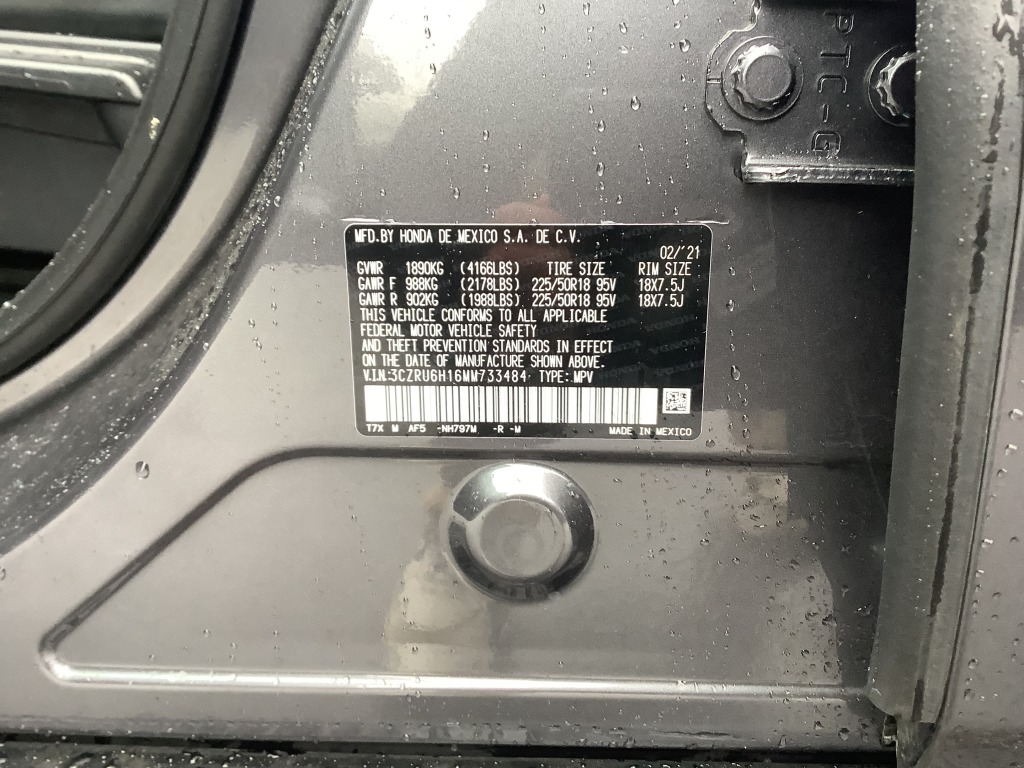 PTC-G
MFD.BY HONDA DE MEXICO S.A. DE C.V.
02/'21
GVWR 1890KG (4166LBS) TIRE SIZE RIM SIZE
GAWR F 988KG (2178LBS) 225/50R18 95V 18X7.5J
GAWR R 902KG (1988LBS) 225/50R18 95V 18X7.5J
THIS VEHICLE CONFORMS TO ALL APPLICABLE
FEDERAL MOTOR VEHICLE SAFETY
AND THEFT PREVENTION STANDARDS IN EFFECT
ON THE DATE OF MANUFACTURE SHOWN ABOVE.
V.I.N:3CZRU6H16MM733484 TYPE: MPV
T7X M AF5 -NH797M -R -M MADE IN MEXICO